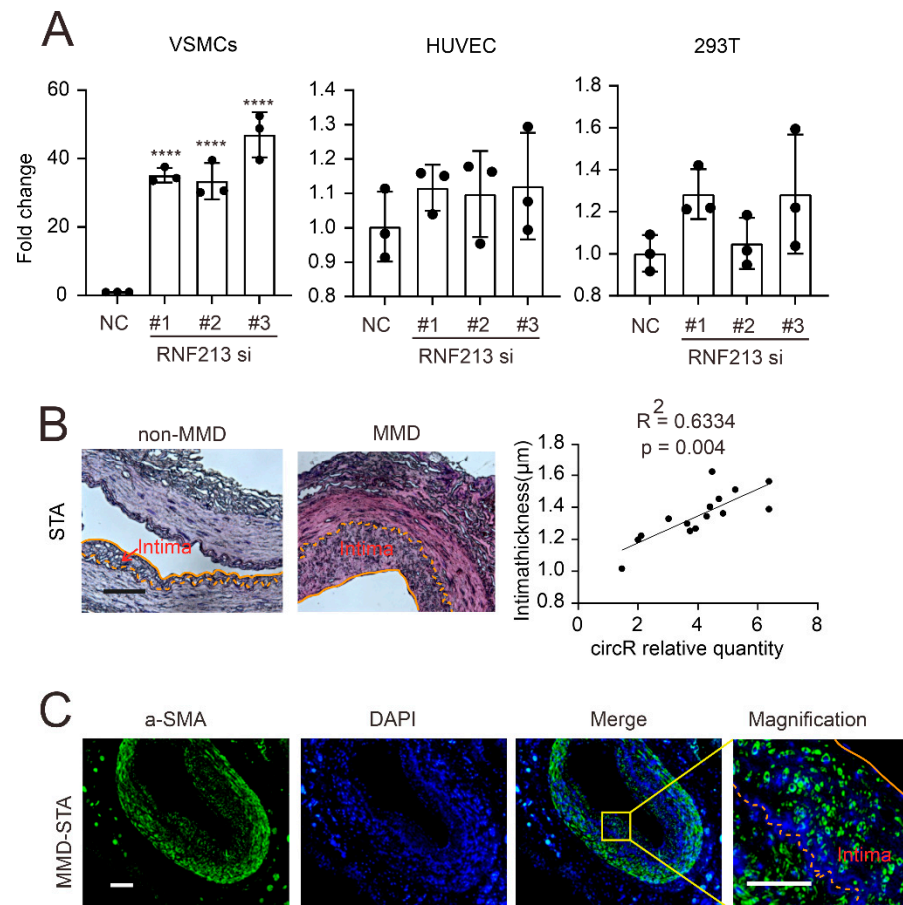 A
VSMCs
HUVEC
293T
Fold change
60
40
20
0
****
****
****
NC
#1
#2
#3
RNF213 si
1.4
1.3
1.2
1.1
1.0
0.9
0.8
NC
#1
#2
#3
RNF213 si
1.8
1.6
1.4
1.2
1.0
0.8
NC
#1
#2
#3
RNF213 si
B
non-MMD
MMD
STA
Intima
Intima
R2 = 0.6334
p = 0.004
Intimathickness(μm)
1.8
1.6
1.4
1.2
1.0
0.8
0
2
4
6
8
circR relative quantity
C
a-SMA
DAPI
Merge
Magnification
MMD-STA
Intima